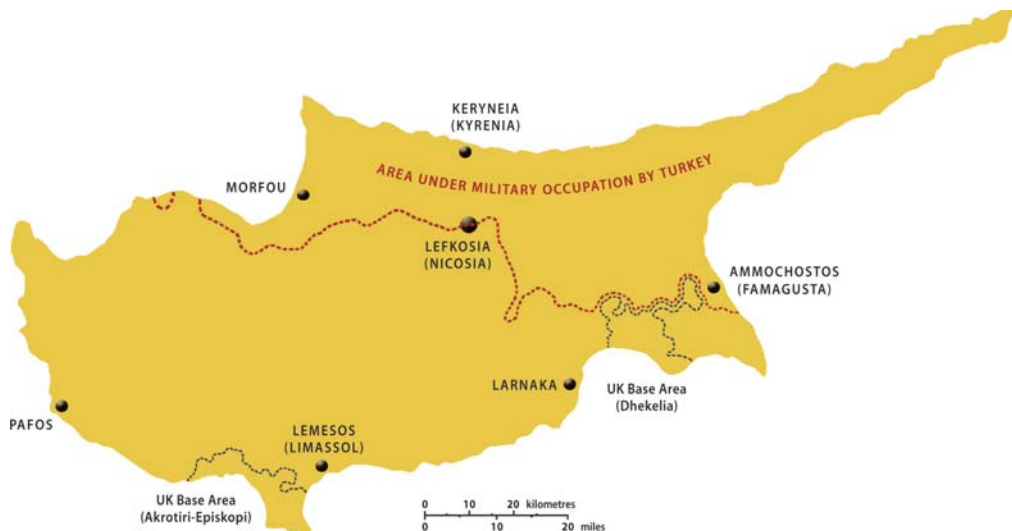 KERYNEIA
(KYRENIA)
AREA UNDER MILITARY OCCUPATION BY TURKEY
MORFOU
LEFKOSIA
(NICOSIA)
AMMOCHOSTOS
(FAMAGUSTA)
LARNAKA
UK Base Area
(Dhekelia)
PAFOS
LEMESOS
(LIMASSOL)
UK Base Area
(Akrotiri-Episkopi)
0 10 20 kilometres
0 10 20 miles